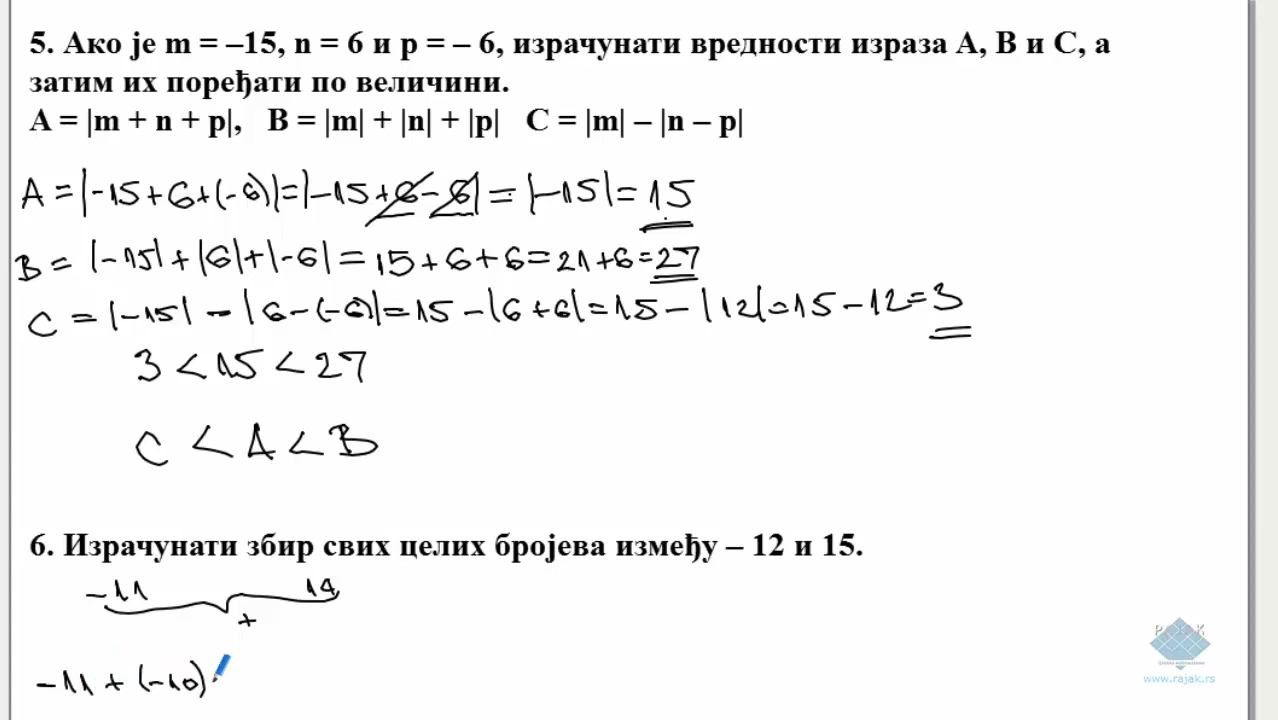 5. Ако је m = –15, n = 6 и p = – 6, израчунати вредности израза А, В и С, а
затим их поређати по величини.
A = |m + n + p|, B = |m| + |n| + |p| C = |m| – |n – p|
A = |-15+6+(-6)| = |-15+6-6| = |-15| = 15
B = |-15| + |6| + |-6| = 15+6+6=21+6=27
C = |-15| - |6-(-6)| = 15 - |6+6| = 15 - |12| = 15 - 12 = 3
3 < 15 < 27
C < A < B
6. Израчунати збир свих целих бројева између – 12 и 15.
-11 14
+
-11 + (-10)
РАЈАК
www.rajak.rs